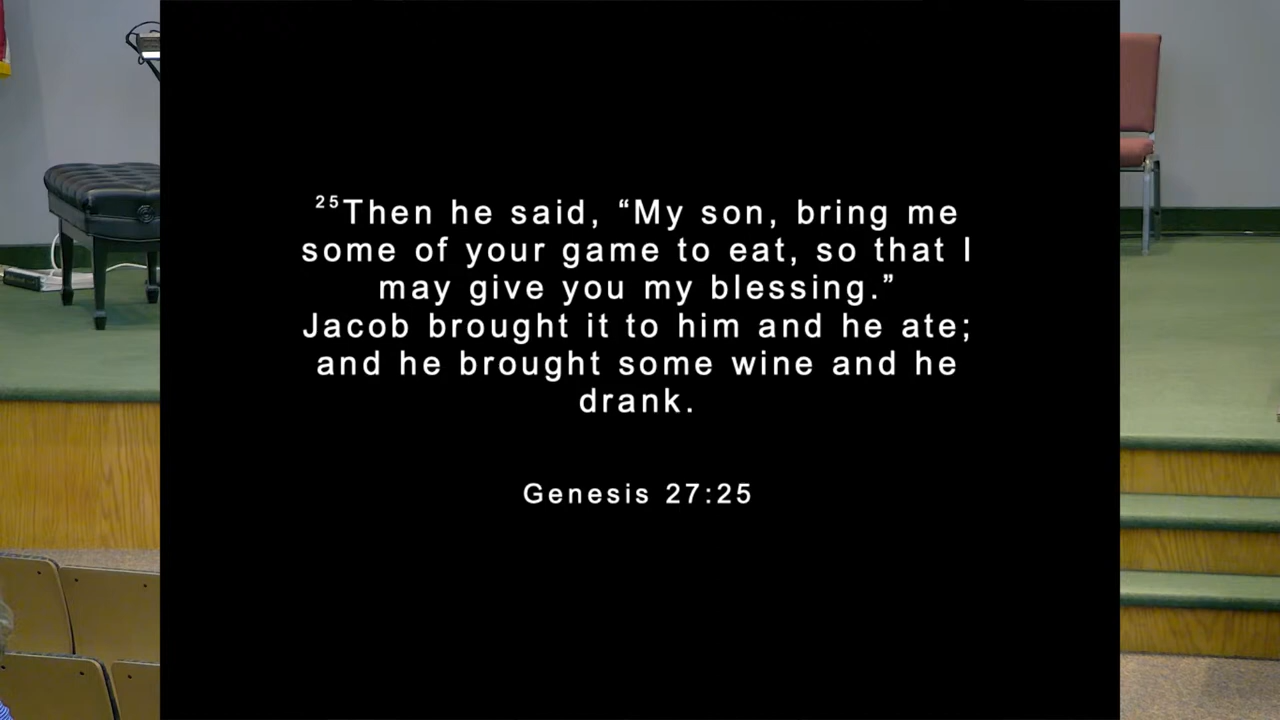 25Then he said, “My son, bring me
some of your game to eat, so that I
may give you my blessing.”
Jacob brought it to him and he ate;
and he brought some wine and he
drank.
Genesis 27:25